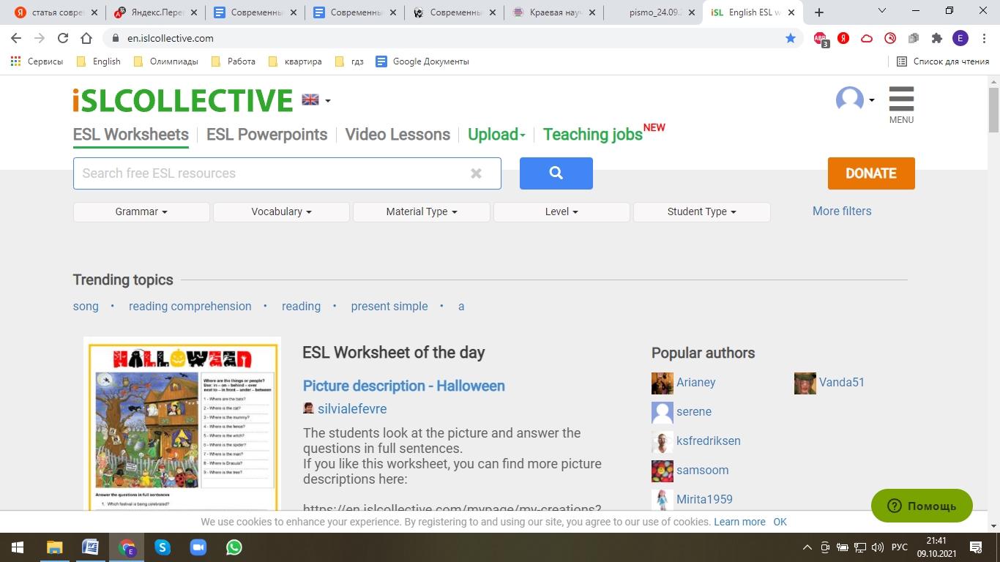 статья совре
Яндекс.Пере
Современны
Современны
Современны
Краевая науч
pismo_24.09.
iSL English ESL w
en.islcollective.com
ABP 3
Я
E
Сервисы English Олимпиады Работа квартира гдз Google Документы Список для чтения
iSLCOLLECTIVE
MENU
ESL Worksheets ESL Powerpoints Video Lessons Upload Teaching jobs NEW
Search free ESL resources
DONATE
Grammar Vocabulary Material Type Level Student Type More filters
Trending topics
song • reading comprehension • reading • present simple • a
HALLOWEEN
Where are the things or people?
Use: in – on – behind – over
next to – in front – under – between
1 - Where are the bats?
2 - Where is the cat?
3 - Where is the mummy?
4 - Where is the fence?
5 - Where is the witch?
6 - Where is the spider?
7 - Where is the man?
8 - Where is Dracula?
9 - Where is the tree?
Answer the questions in full sentences
1. Which festival is being celebrated?
ESL Worksheet of the day
Picture description - Halloween
silvialefevre
The students look at the picture and answer the
questions in full sentences.
If you like this worksheet, you can find more picture
descriptions here:
https://en.islcollective.com/mypage/my-creations?
Popular authors
Arianey Vanda51
serene
ksfredriksen
samsoom
Mirita1959
Помощь
We use cookies to enhance your experience. By registering to and using our site, you agree to our use of cookies. Learn more OK
РУС
21:41
09.10.2021